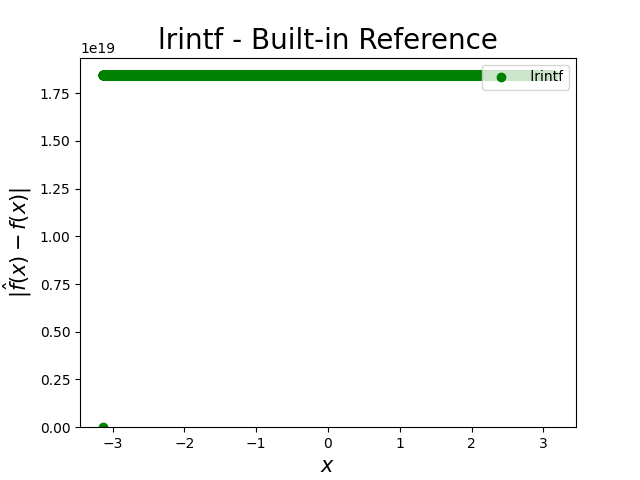 lrintf - Built-in Reference
1e19
lrintf
1.75
1.50
1.25
1.00
0.75
0.50
0.25
0.00
|f̂(x) − f(x)|
−3 −2 −1 0 1 2 3
x